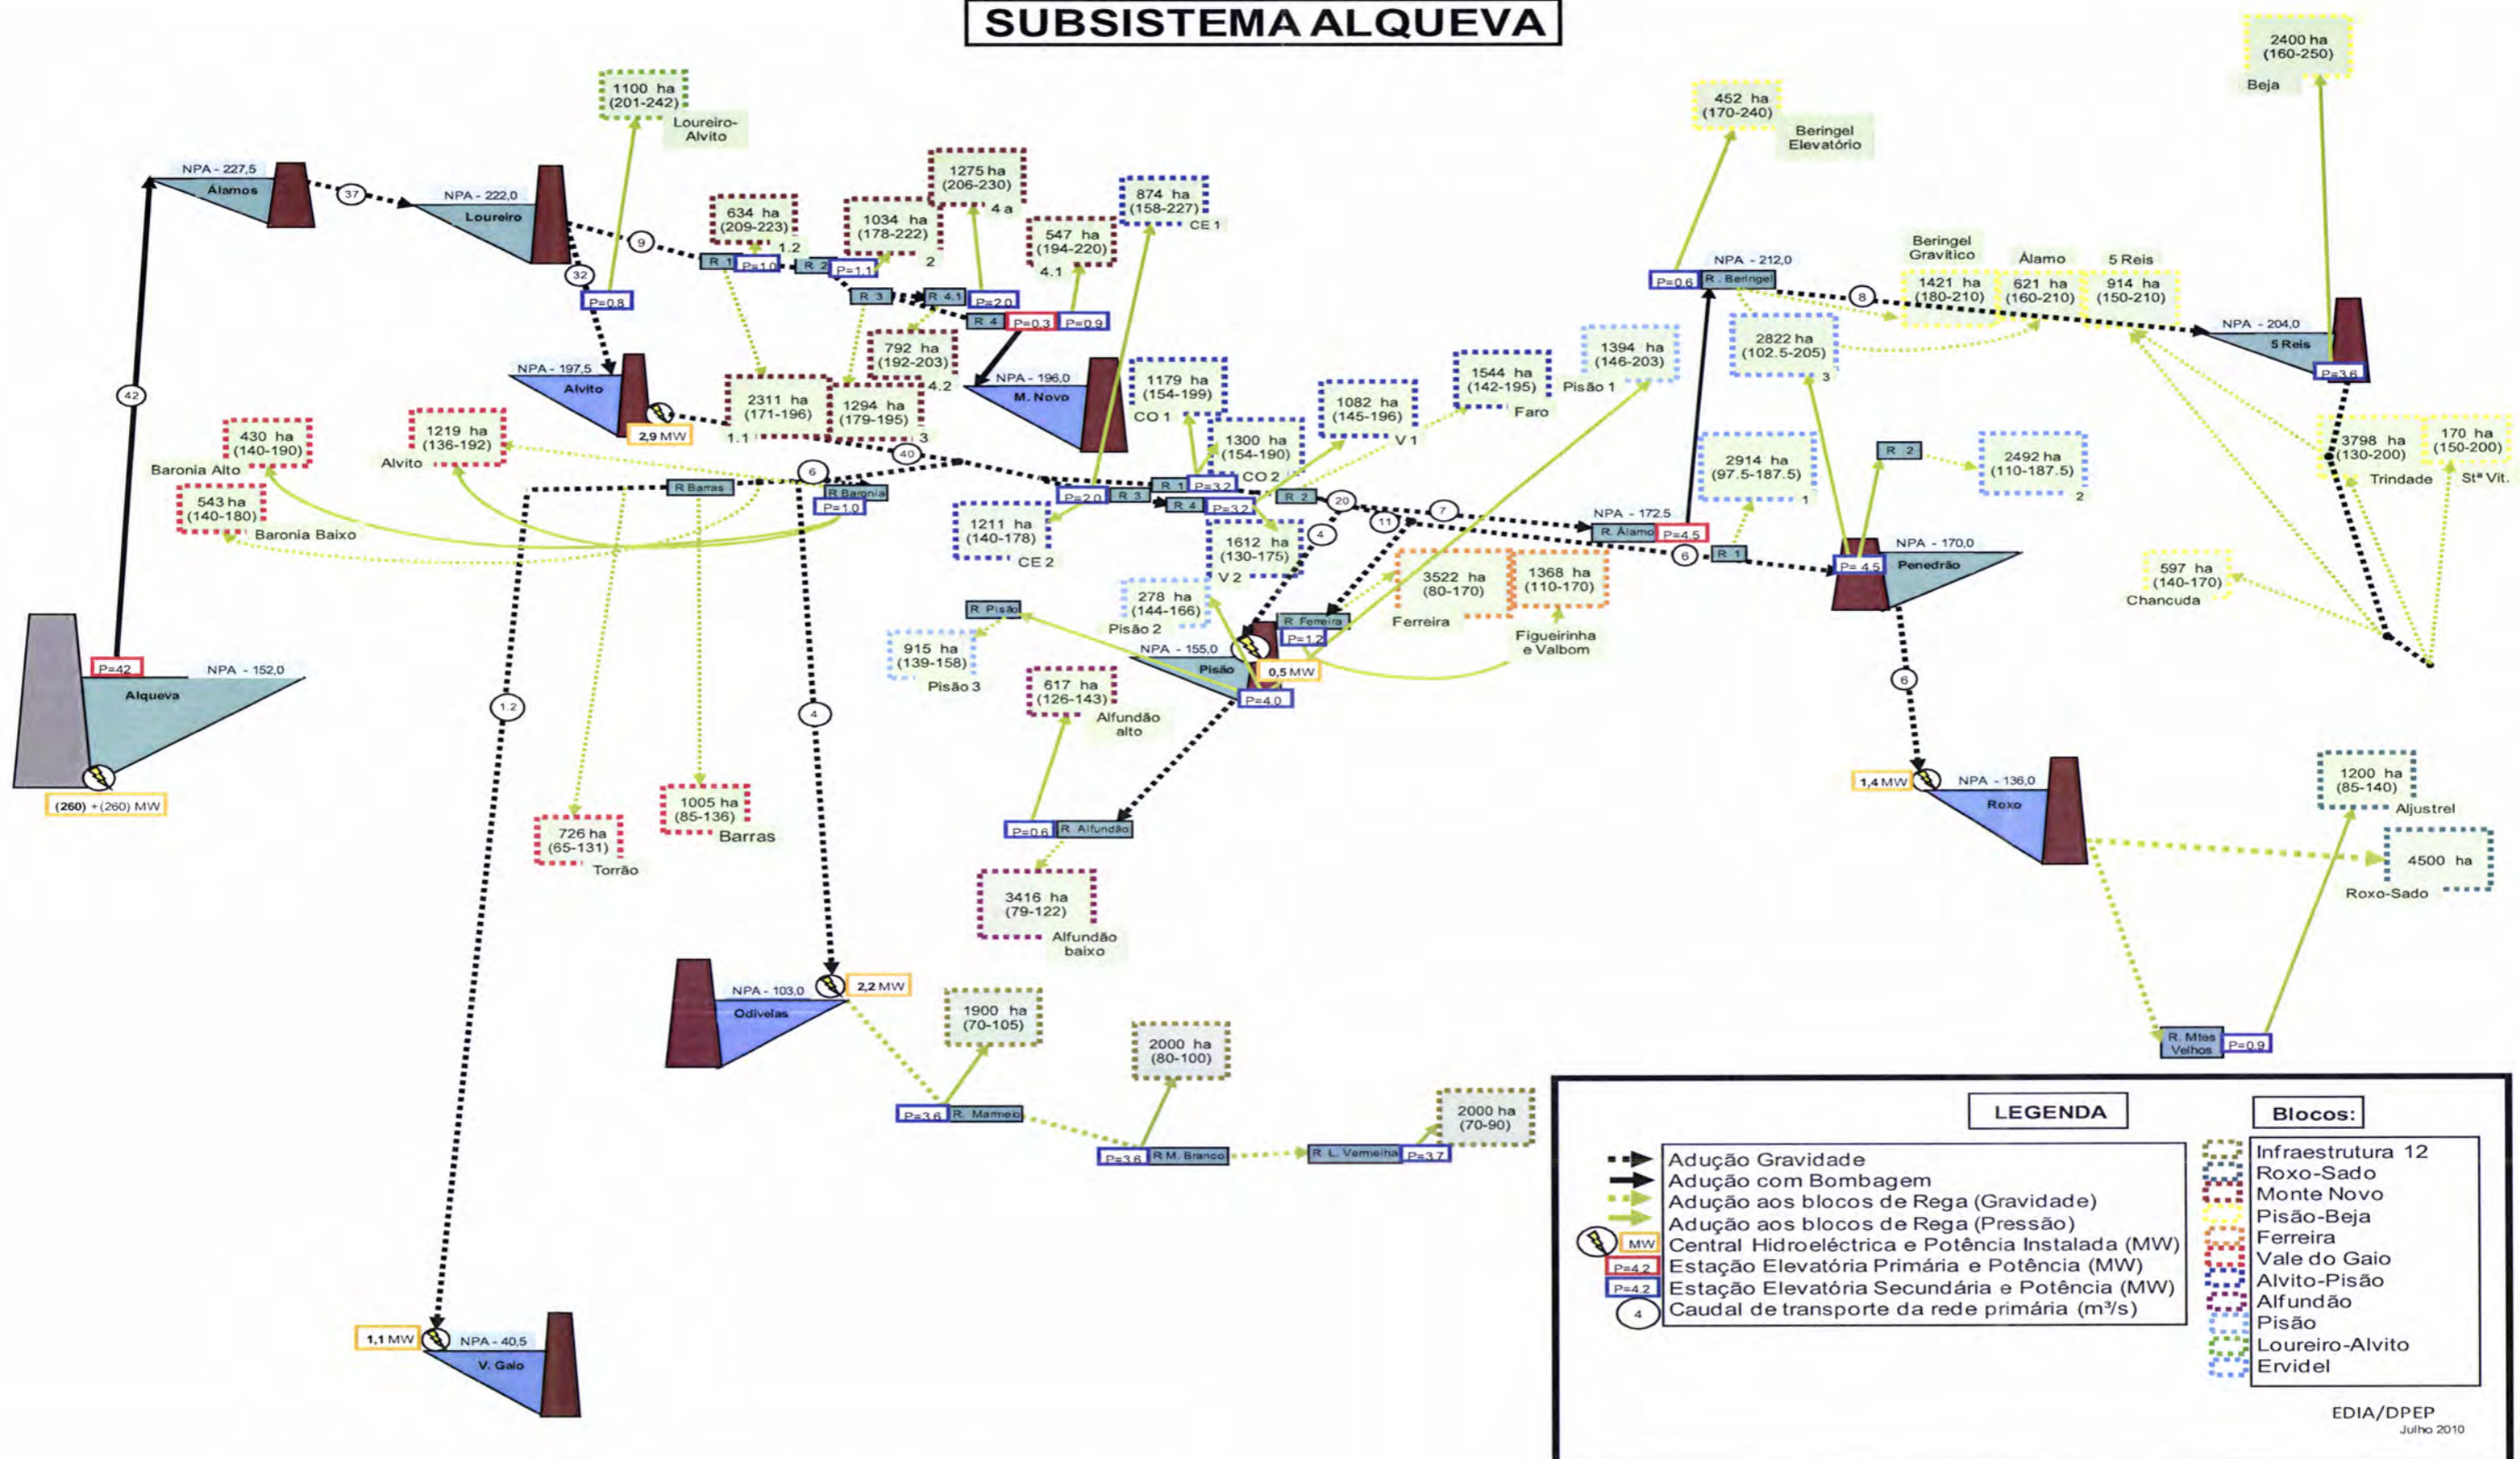 SUBSISTEMA ALQUEVA
2400 ha
(160-250)
Beja
1100 ha
(201-242)
Loureiro-
Alvito
452 ha
(170-240)
Beringel
Elevatório
NPA - 227,5
Álamos
37
NPA - 222,0
Loureiro
9
32
P=0.8
634 ha
(209-223)
1.2
1034 ha
(178-222)
2
1275 ha
(206-230)
4 a
547 ha
(194-220)
4.1
874 ha
(158-227)
CE 1
R 1
P=1.0
R 2
P=1.1
R 3
R 4.1
P=2.0
R 4
P=0.3
P=0.9
792 ha
(192-203)
4.2
NPA - 212,0
P=0.6
R. Beringel
8
Beringel
Gravítico
1421 ha
(180-210)
Álamo
621 ha
(160-210)
5 Reis
914 ha
(150-210)
NPA - 204,0
5 Reis
P=3.6
NPA - 197,5
Alvito
2,9 MW
2311 ha
(171-196)
1.1
1294 ha
(179-195)
3
NPA - 196,0
M. Novo
1179 ha
(154-199)
CO 1
1300 ha
(154-190)
CO 2
1082 ha
(145-196)
V 1
1544 ha
(142-195)
Faro
1394 ha
(146-203)
Pisão 1
2822 ha
(102.5-205)
3
42
430 ha
(140-190)
Baronia Alto
1219 ha
(136-192)
Alvito
543 ha
(140-180)
Baronia Baixo
40
6
R Barras
R Baronia
P=1.0
P=2.0
R 3
R 1
P=3.2
R 4
P=3.2
R 2
20
11
7
4
1211 ha
(140-178)
CE 2
1612 ha
(130-175)
V 2
NPA - 172.5
R. Álamo
P=4.5
6
R 1
2914 ha
(97.5-187.5)
1
R 2
2492 ha
(110-187.5)
2
3798 ha
(130-200)
Trindade
170 ha
(150-200)
Stª Vit.
NPA - 170,0
Penedrão
P= 4.5
597 ha
(140-170)
Chancuda
278 ha
(144-166)
Pisão 2
R Pisão
915 ha
(139-158)
Pisão 3
R Ferreira
P=1.2
3522 ha
(80-170)
Ferreira
1368 ha
(110-170)
Figueirinha
e Valbom
NPA - 155,0
Pisão
0,5 MW
P=4.0
P=42
NPA - 152,0
Alqueva
(260) +(260) MW
1.2
4
6
617 ha
(126-143)
Alfundão
alto
726 ha
(65-131)
Torrão
1005 ha
(85-136)
Barras
P=0.6
R. Alfundão
3416 ha
(79-122)
Alfundão
baixo
1,4 MW
NPA - 136,0
Roxo
1200 ha
(85-140)
Aljustrel
4500 ha
Roxo-Sado
R. Mtes
Velhos
P=0.9
NPA - 103,0
Odivelas
2,2 MW
1900 ha
(70-105)
2000 ha
(80-100)
2000 ha
(70-90)
P=3.6
P=3.6
R M. Branco
R L. Vermelha
P=3.7
1,1 MW
NPA - 40,5
V. Gaio
LEGENDA
Adução Gravidade
Adução com Bombagem
Adução aos blocos de Rega (Gravidade)
Adução aos blocos de Rega (Pressão)
MW
Central Hidroeléctrica e Potência Instalada (MW)
P=4.2
Estação Elevatória Primária e Potência (MW)
P=4.2
Estação Elevatória Secundária e Potência (MW)
4
Caudal de transporte da rede primária (m³/s)
Blocos:
Infraestrutura 12
Roxo-Sado
Monte Novo
Pisão-Beja
Ferreira
Vale do Gaio
Alvito-Pisão
Alfundão
Pisão
Loureiro-Alvito
Ervidel
EDIA/DPEP
Julho 2010